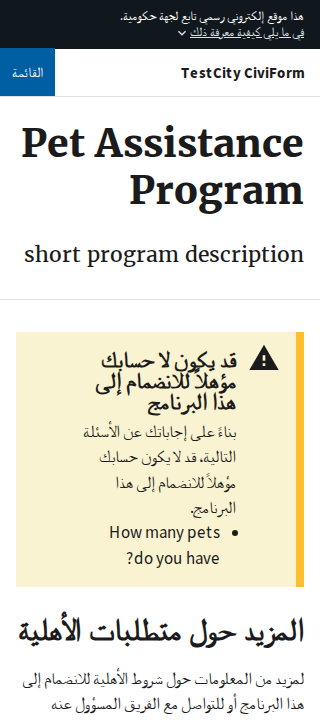 هذا موقع إلكتروني رسمي تابع لجهة حكومية.
في ما يلي كيفية معرفة ذلك
TestCity CiviForm
القائمة
Pet Assistance
Program
short program description
قد يكون لا حسابك
مؤهلاً للانضمام إلى
هذا البرنامج
بناءً على إجاباتك عن الأسئلة
التالية، قد لا يكون حسابك
مؤهلاً للانضمام إلى هذا
البرنامج.
How many pets
do you have?
المزيد حول متطلبات الأهلية
لمزيد من المعلومات حول شروط الأهلية للانضمام إلى
هذا البرنامج أو للتواصل مع الفريق المسؤول عنه